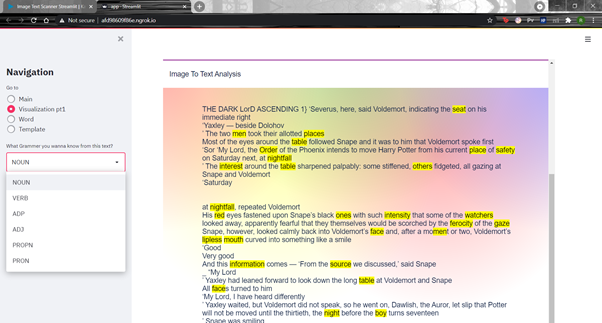 Image Text Scanner Streamlit | h
app · Streamlit
Not secure | afd98609f86e.ngrok.io
Navigation
Go to
Main
Visualization pt1
Word
Template
What Grammer you wanna know from this text?
NOUN
NOUN
VERB
ADP
ADJ
PROPN
PRON
Image To Text Analysis
THE DARK LorD ASCENDING 1} 'Severus, here, said Voldemort, indicating the seat on his
immediate right
'Yaxley — beside Dolohov
`The two men took their allotted places
Most of the eyes around the table followed Snape and it was to him that Voldemort spoke first
'Sor 'My Lord, the Order of the Phoenix intends to move Harry Potter from his current place of safety
on Saturday next, at nightfall
`The interest around the table sharpened palpably: some stiffened, others fidgeted, all gazing at
Snape and Voldemort
'Saturday
at nightfall, repeated Voldemort
His red eyes fastened upon Snape's black ones with such intensity that some of the watchers
looked away, apparently fearful that they themselves would be scorched by the ferocity of the gaze
Snape, however, looked calmly back into Voldemort's face and, after a moment or two, Voldemort's
lipless mouth curved into something like a smile
'Good
Very good
And this information comes — 'From the source we discussed,' said Snape
_ 'My Lord
`Yaxley had leaned forward to look down the long table at Voldemort and Snape
All faces turned to him
'My Lord, I have heard differently
`Yaxley waited, but Voldemort did not speak, so he went on, Dawlish, the Auror, let slip that Potter
will not be moved until the thirtieth, the night before the boy turns seventeen
`Snape was smiling